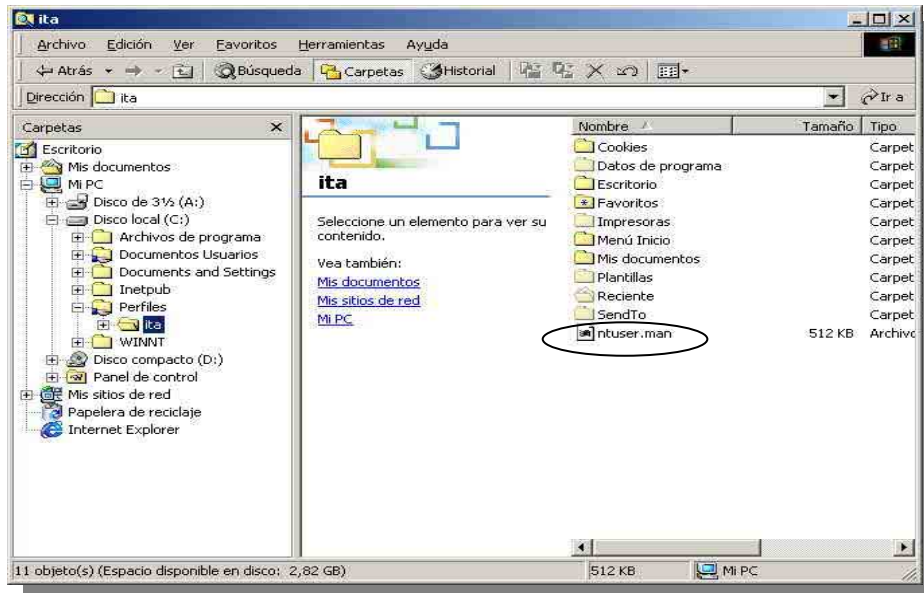 ita
Archivo Edición Ver Favoritos Herramientas Ayuda
Atrás Búsqueda Carpetas Historial
Dirección ita Ir a
Carpetas
Escritorio
Mis documentos
Mi PC
Disco de 3½ (A:)
Disco local (C:)
Archivos de programa
Documentos Usuarios
Documents and Settings
Inetpub
Perfiles
ita
WINNT
Disco compacto (D:)
Panel de control
Mis sitios de red
Papelera de reciclaje
Internet Explorer
ita
Seleccione un elemento para ver su
contenido.
Vea también:
Mis documentos
Mis sitios de red
Mi PC
Nombre Tamaño Tipo
Cookies Carpet
Datos de programa Carpet
Escritorio Carpet
Favoritos Carpet
Impresoras Carpet
Menú Inicio Carpet
Mis documentos Carpet
Plantillas Carpet
Reciente Carpet
SendTo Carpet
ntuser.man 512 KB Archivo
11 objeto(s) (Espacio disponible en disco: 2,82 GB) 512 KB Mi PC